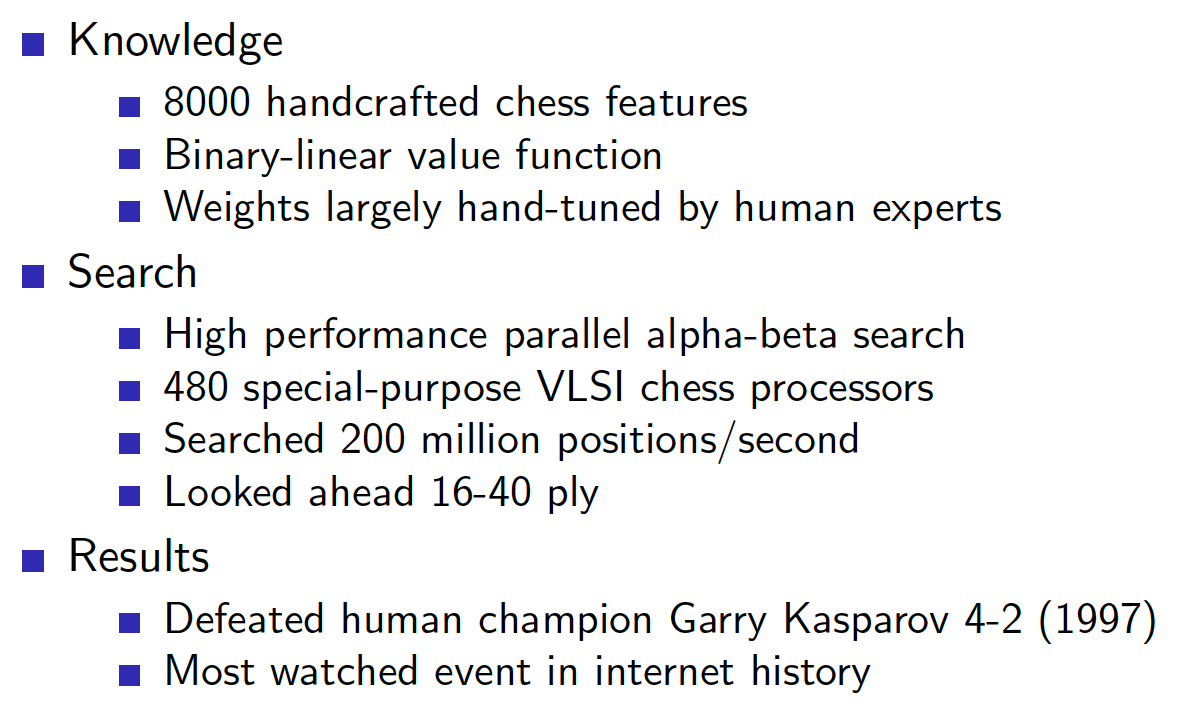 Knowledge
8000 handcrafted chess features
Binary-linear value function
Weights largely hand-tuned by human experts
Search
High performance parallel alpha-beta search
480 special-purpose VLSI chess processors
Searched 200 million positions/second
Looked ahead 16-40 ply
Results
Defeated human champion Garry Kasparov 4-2 (1997)
Most watched event in internet history